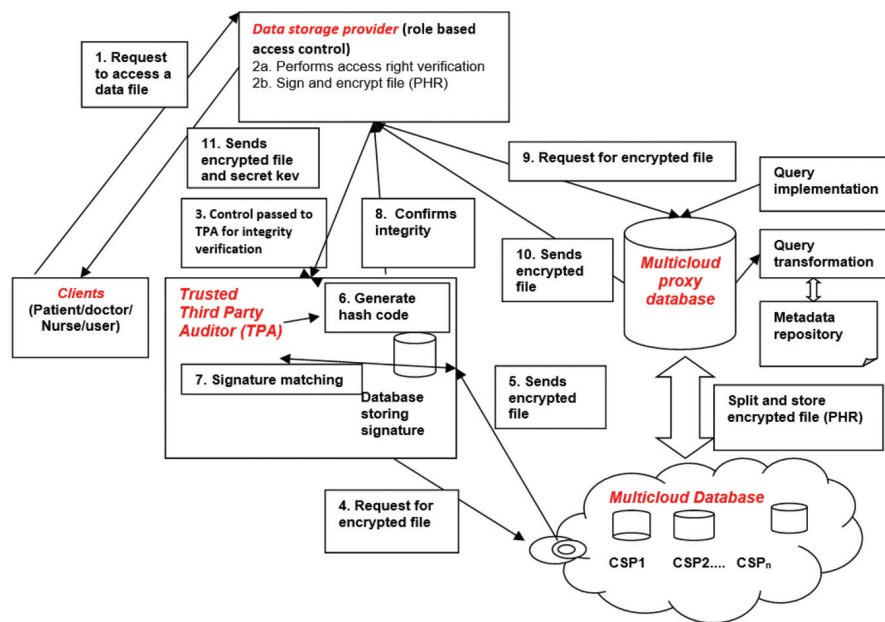 Data storage provider (role based
access control)
2a. Performs access right verification
2b. Sign and encrypt file (PHR)
1. Request
to access a
data file
11. Sends
encrypted file
and secret kev
9. Request for encrypted file
Query
implementation
3. Control passed to
TPA for integrity
verification
8. Confirms
integrity
10. Sends
encrypted
file
Multicloud
proxy
database
Query
transformation
Metadata
repository
Clients
(Patient/doctor/
Nurse/user)
Trusted
Third Party
Auditor (TPA)
6. Generate
hash code
7. Signature matching
Database
storing
signature
5. Sends
encrypted
file
Split and store
encrypted file (PHR)
4. Request for
encrypted file
Multicloud Database
CSP1 CSP2.... CSPn